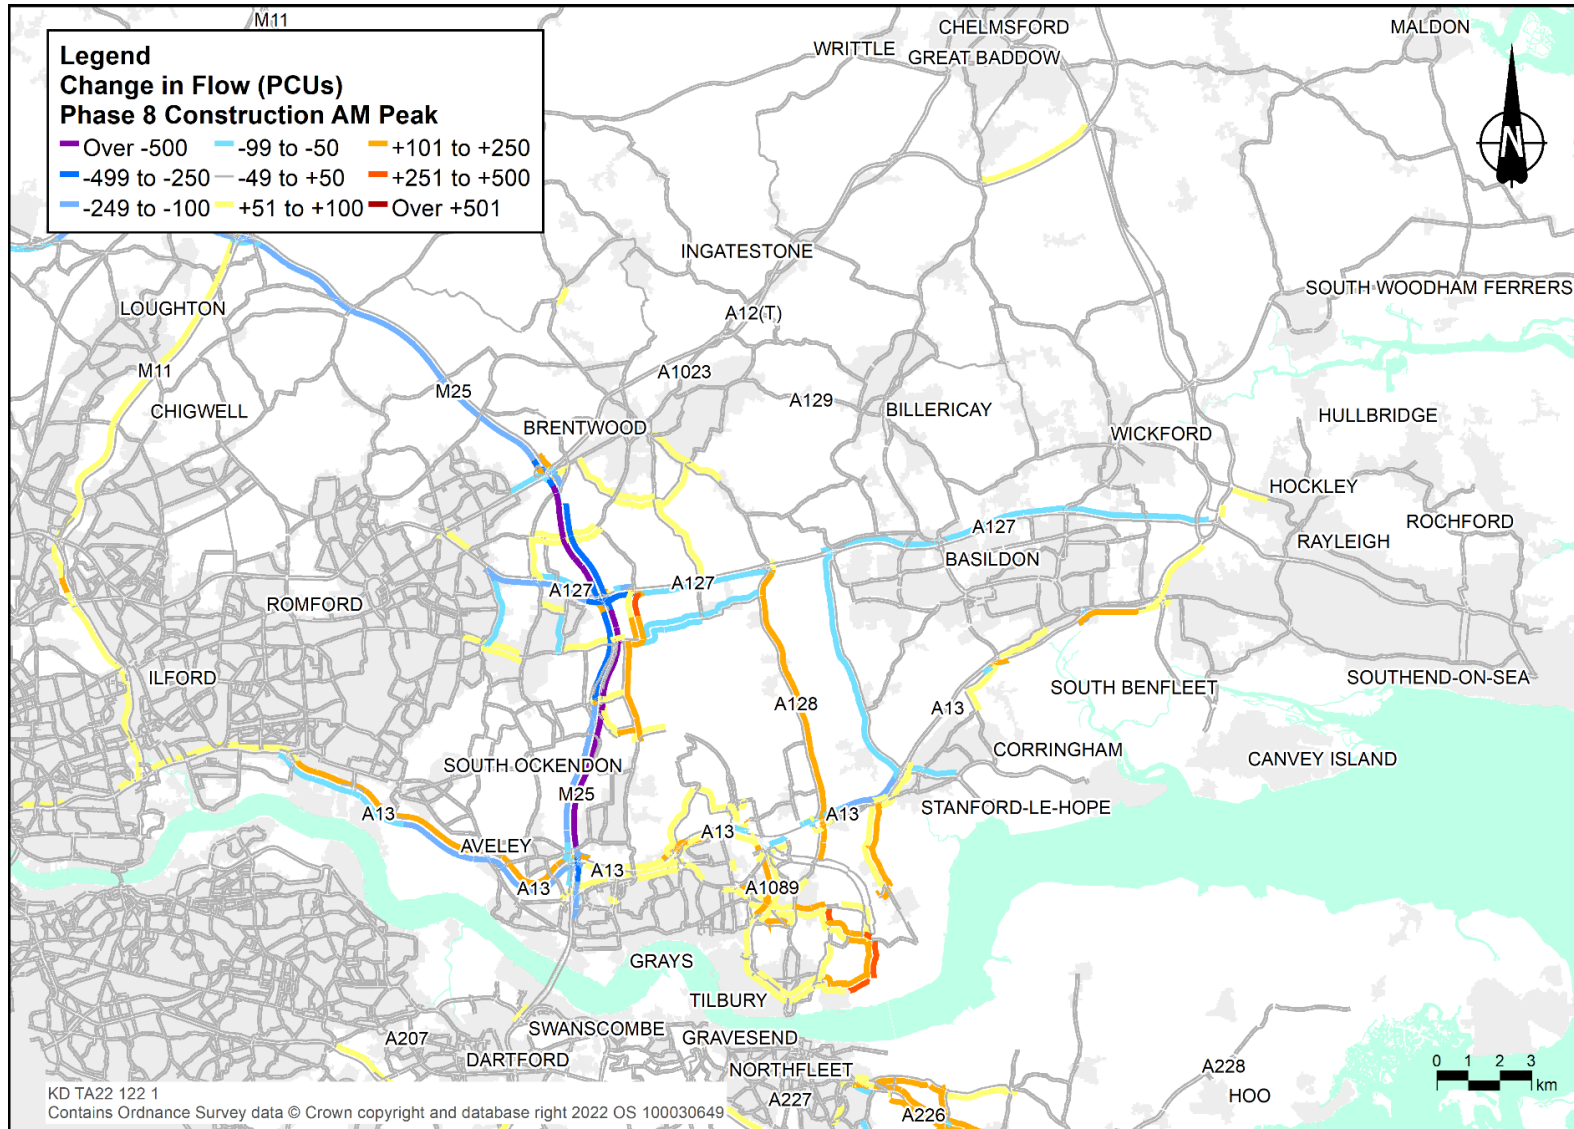 M11
Legend
Change in Flow (PCUs)
Phase 8 Construction AM Peak
Over -500 -99 to -50 +101 to +250
-499 to -250 -49 to +50 +251 to +500
-249 to -100 +51 to +100 Over +501
CHELMSFORD
MALDON
WRITTLE
GREAT BADDOW
N
INGATESTONE
SOUTH WOODHAM FERRERS
LOUGHTON
A12(T)
M11
A1023
M25
A129
CHIGWELL
BILLERICAY
HULLBRIDGE
BRENTWOOD
WICKFORD
HOCKLEY
A127
ROCHFORD
RAYLEIGH
BASILDON
A127
A127
ROMFORD
ILFORD
SOUTHEND-ON-SEA
SOUTH BENFLEET
A128
A13
CORRINGHAM
CANVEY ISLAND
SOUTH OCKENDON
M25
STANFORD-LE-HOPE
A13
A13
A13
AVELEY
A13
A13
A1089
GRAYS
TILBURY
SWANSCOMBE
A207
GRAVESEND
DARTFORD
NORTHFLEET
A228
A227
HOO
A226
0 1 2 3
km
KD TA22 122 1
Contains Ordnance Survey data © Crown copyright and database right 2022 OS 100030649